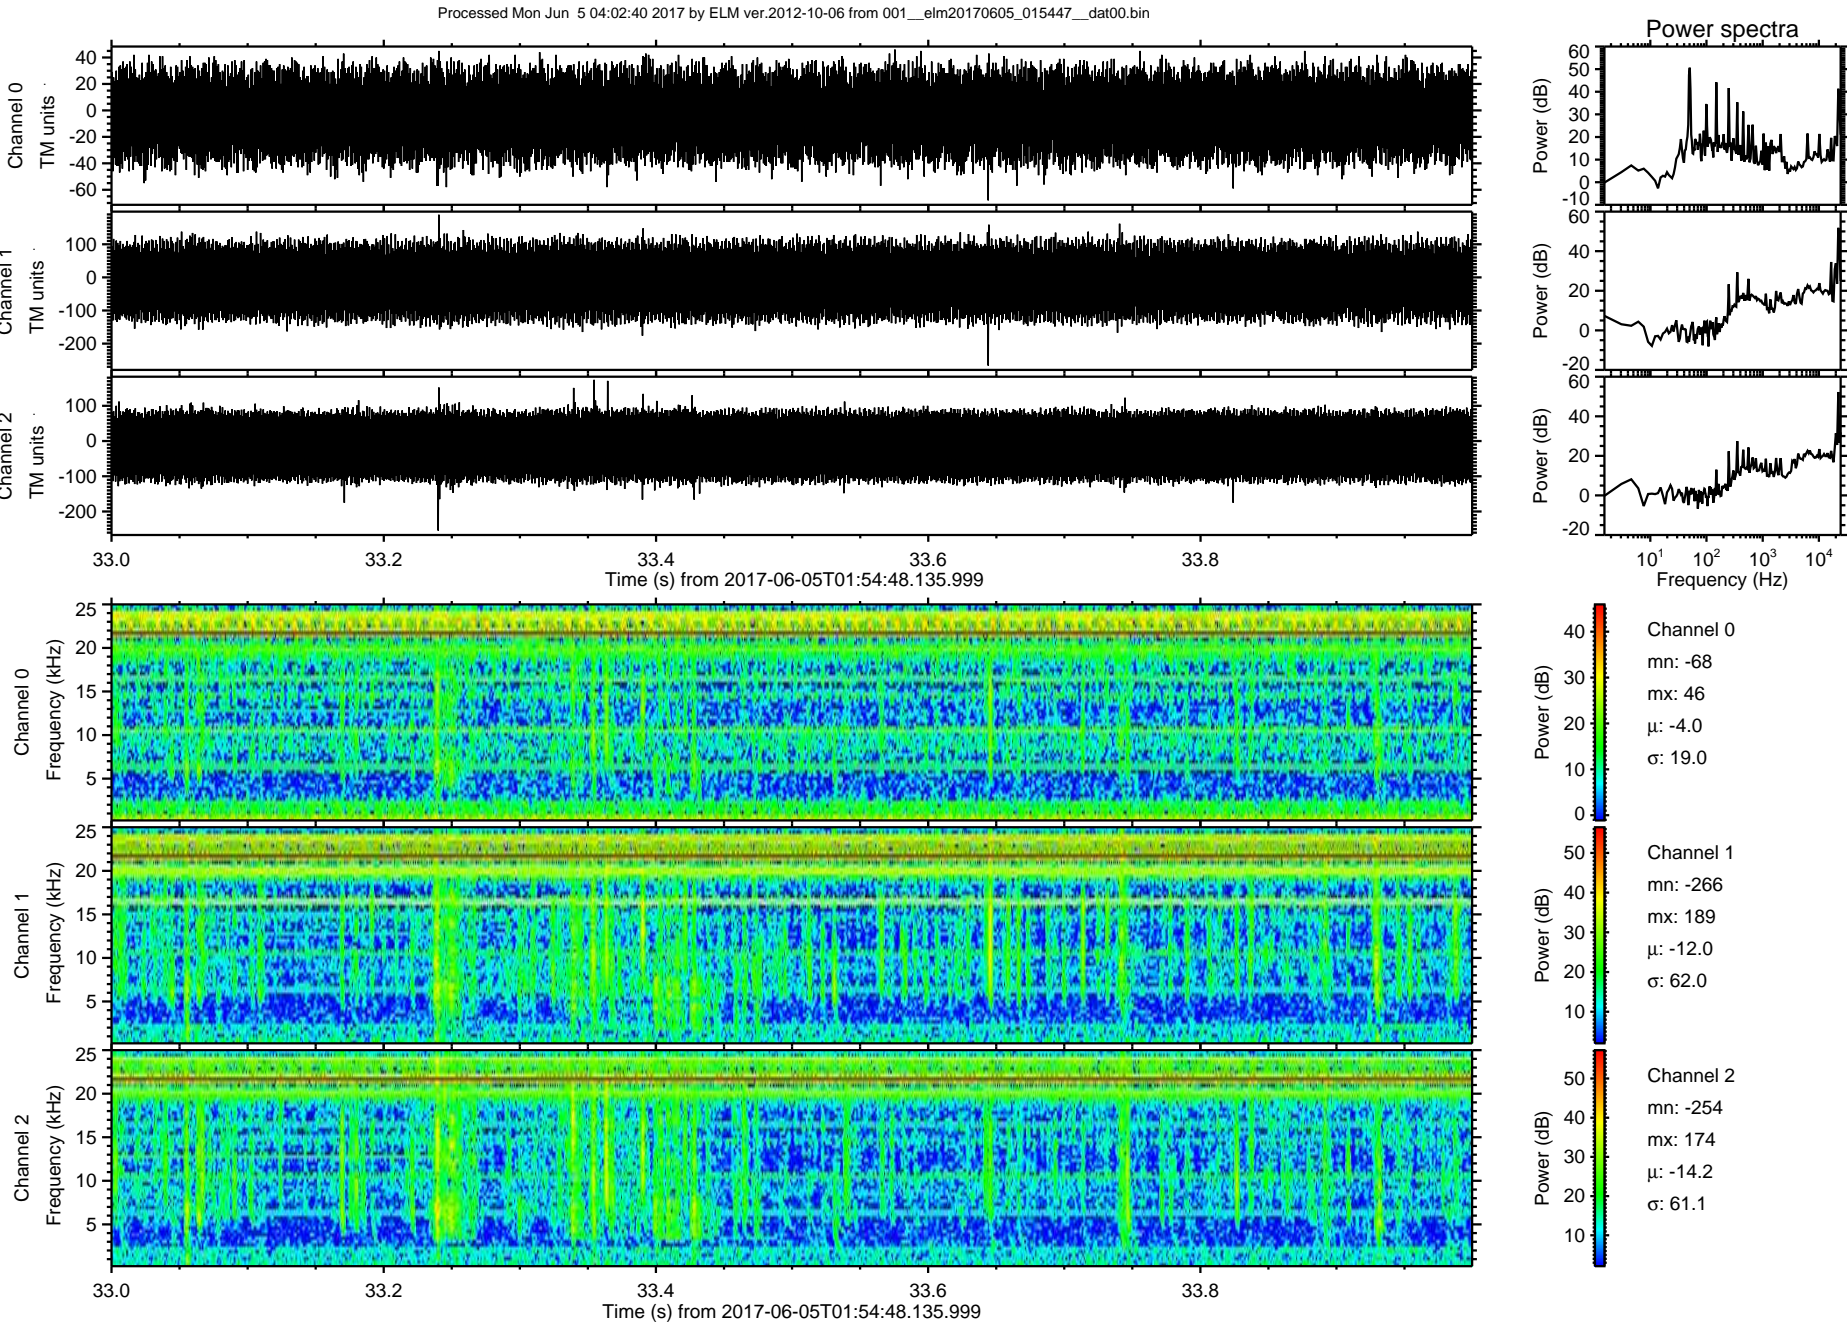 Processed Mon Jun  5 04:02:40 2017 by ELM ver.2012-10-06 from 001__elm20170605_015447__dat00.bin
Power spectra
Channel 0
TM units
40
20
0
-20
-40
-60
Power (dB)
60
50
40
30
20
10
0
-10
Channel 1
TM units
100
0
-100
-200
Power (dB)
60
40
20
0
-20
Channel 2
TM units
100
0
-100
-200
Power (dB)
60
40
20
0
-20
33.0 33.2 33.4 33.6 33.8
Time (s) from 2017-06-05T01:54:48.135.999
10¹ 10² 10³ 10⁴
Frequency (Hz)
Channel 0
Frequency (kHz)
25
20
15
10
5
Power (dB)
40
30
20
10
0
Channel 0
mn: -68
mx: 46
μ: -4.0
σ: 19.0
Channel 1
Frequency (kHz)
25
20
15
10
5
Power (dB)
50
40
30
20
10
Channel 1
mn: -266
mx: 189
μ: -12.0
σ: 62.0
Channel 2
Frequency (kHz)
25
20
15
10
5
Power (dB)
50
40
30
20
10
Channel 2
mn: -254
mx: 174
μ: -14.2
σ: 61.1
33.0 33.2 33.4 33.6 33.8
Time (s) from 2017-06-05T01:54:48.135.999